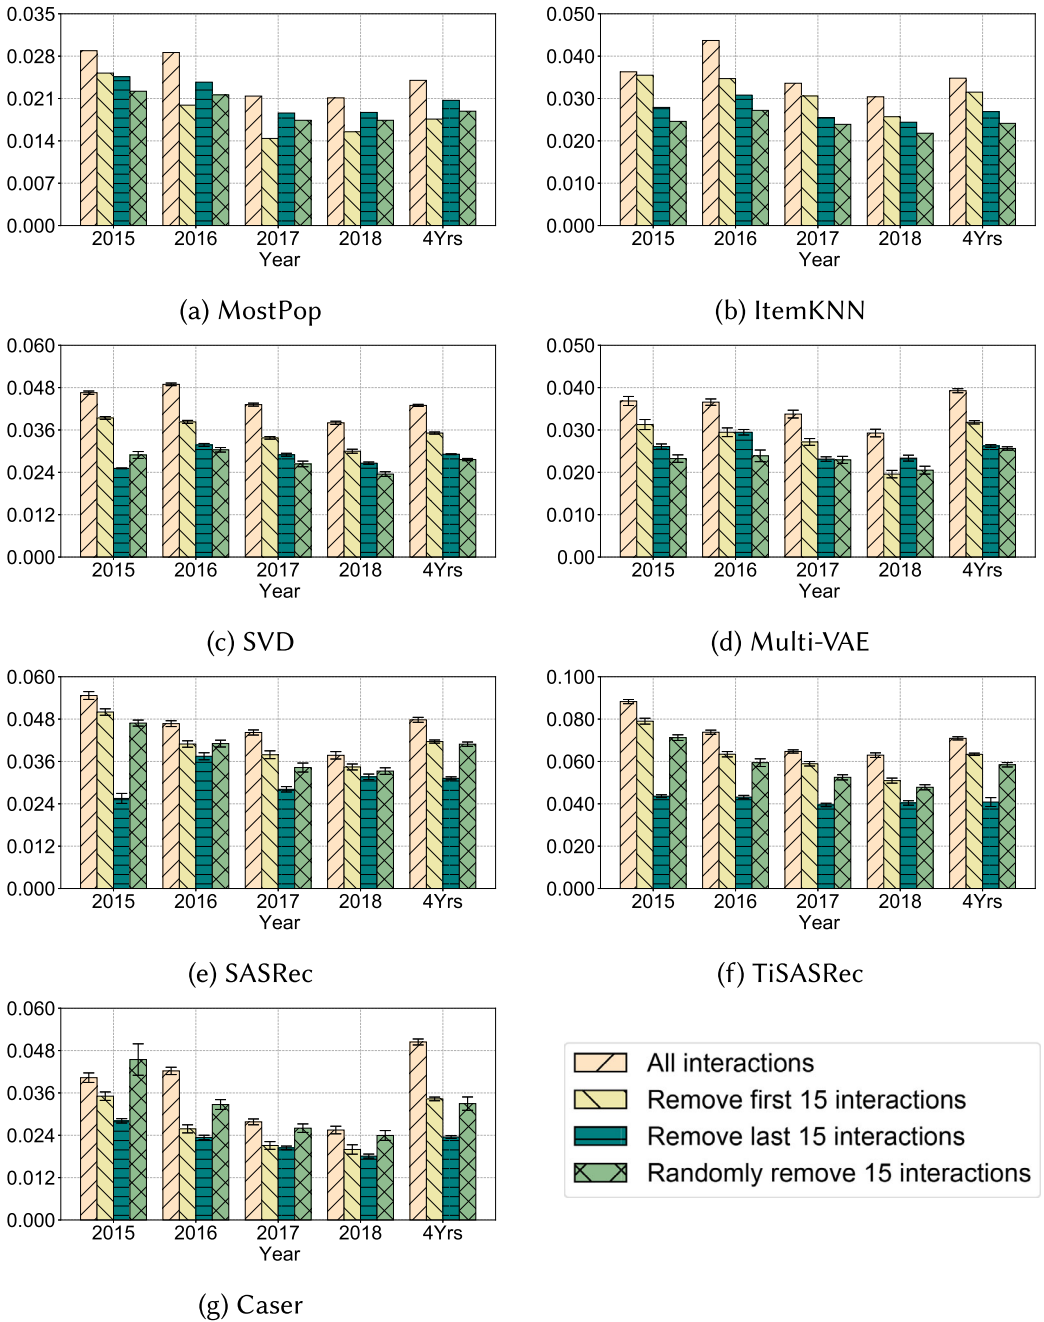 0.035
0.028
0.021
0.014
0.007
0.000
2015 2016 2017 2018 4Yrs
Year
(a) MostPop
0.050
0.040
0.030
0.020
0.010
0.000
2015 2016 2017 2018 4Yrs
Year
(b) ItemKNN
0.060
0.048
0.036
0.024
0.012
0.000
2015 2016 2017 2018 4Yrs
Year
(c) SVD
0.050
0.040
0.030
0.020
0.010
0.00
2015 2016 2017 2018 4Yrs
Year
(d) Multi-VAE
0.060
0.048
0.036
0.024
0.012
0.000
2015 2016 2017 2018 4Yrs
Year
(e) SASRec
0.100
0.080
0.060
0.040
0.020
0.000
2015 2016 2017 2018 4Yrs
Year
(f) TiSASRec
0.060
0.048
0.036
0.024
0.012
0.000
2015 2016 2017 2018 4Yrs
Year
(g) Caser
All interactions
Remove first 15 interactions
Remove last 15 interactions
Randomly remove 15 interactions